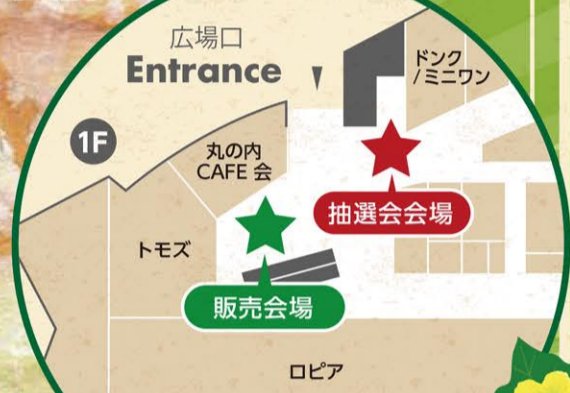 広場口
Entrance
ドンク
/ミニワン
1F
丸の内
CAFE 会
抽選会会場
トモズ
販売会場
ロピア